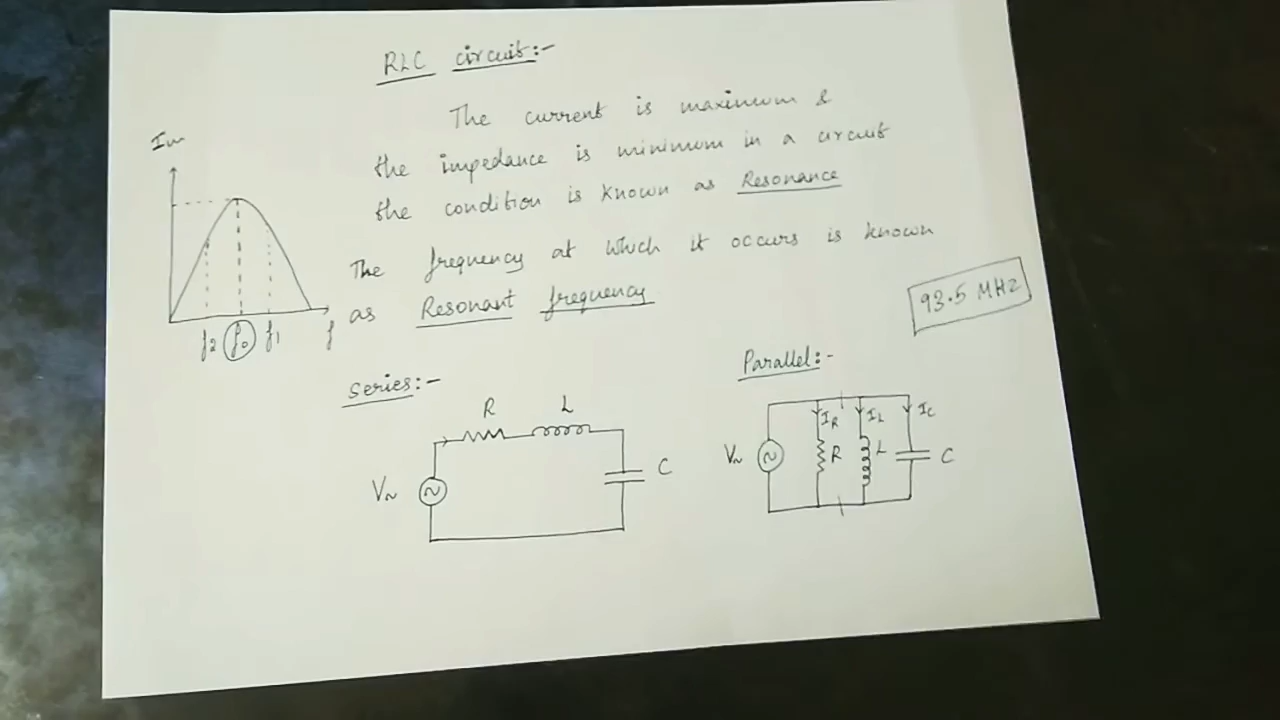 RLC circuit:-
The current is maximum &
the impedance is minimum in a circuit
the condition is known as Resonance
The frequency at which it occurs is known
as Resonant frequency
93.5 MHz
I~
f2 f0 f1 f
Series:-
R L
V~ C
Parallel:-
IR IL IC
V~ R L C